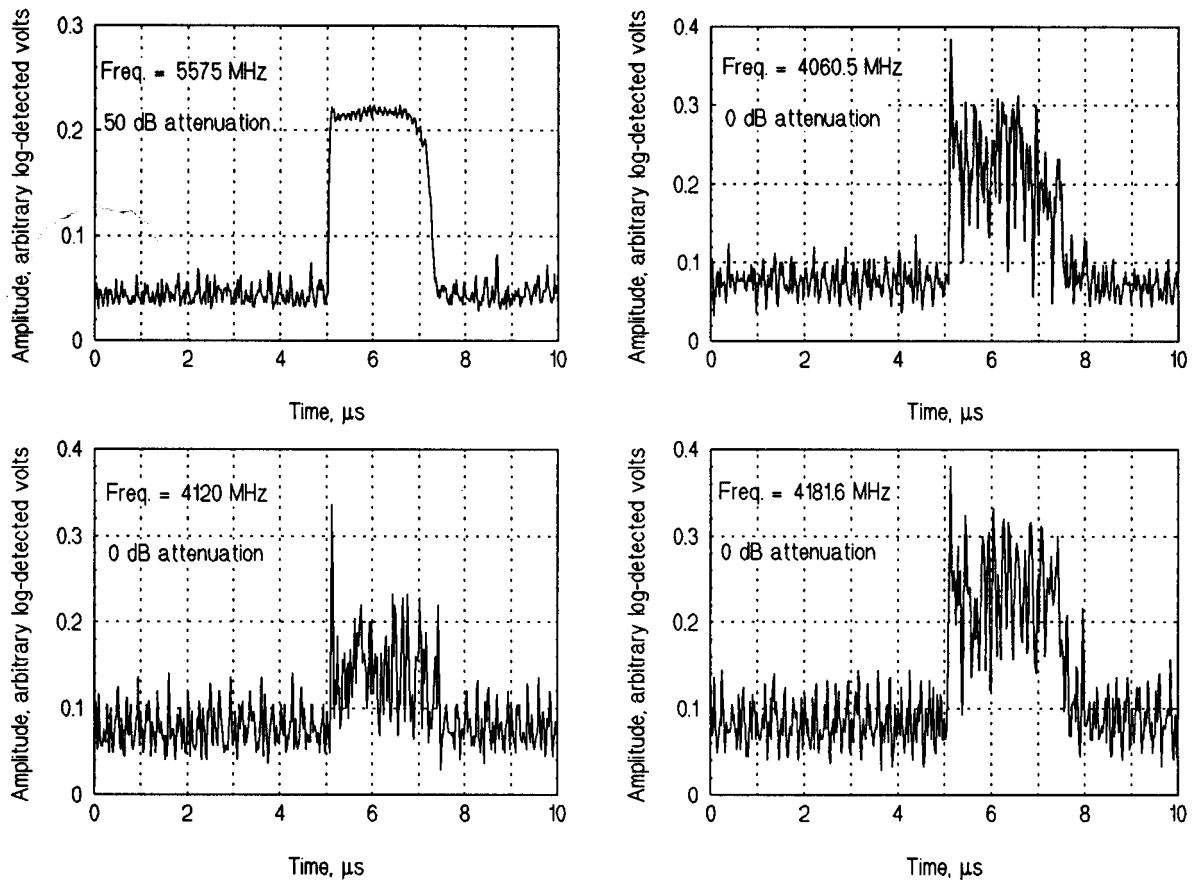 Amplitude, arbitrary log-detected volts
0.3
0.2
0.1
0
Freq. = 5575 MHz
50 dB attenuation
0 2 4 6 8 10
Time, μs
Amplitude, arbitrary log-detected volts
0.4
0.3
0.2
0.1
0
Freq. = 4060.5 MHz
0 dB attenuation
0 2 4 6 8 10
Time, μs
Amplitude, arbitrary log-detected volts
0.4
0.3
0.2
0.1
0
Freq. = 4120 MHz
0 dB attenuation
0 2 4 6 8 10
Time, μs
Amplitude, arbitrary log-detected volts
0.4
0.3
0.2
0.1
0
Freq. = 4181.6 MHz
0 dB attenuation
0 2 4 6 8 10
Time, μs